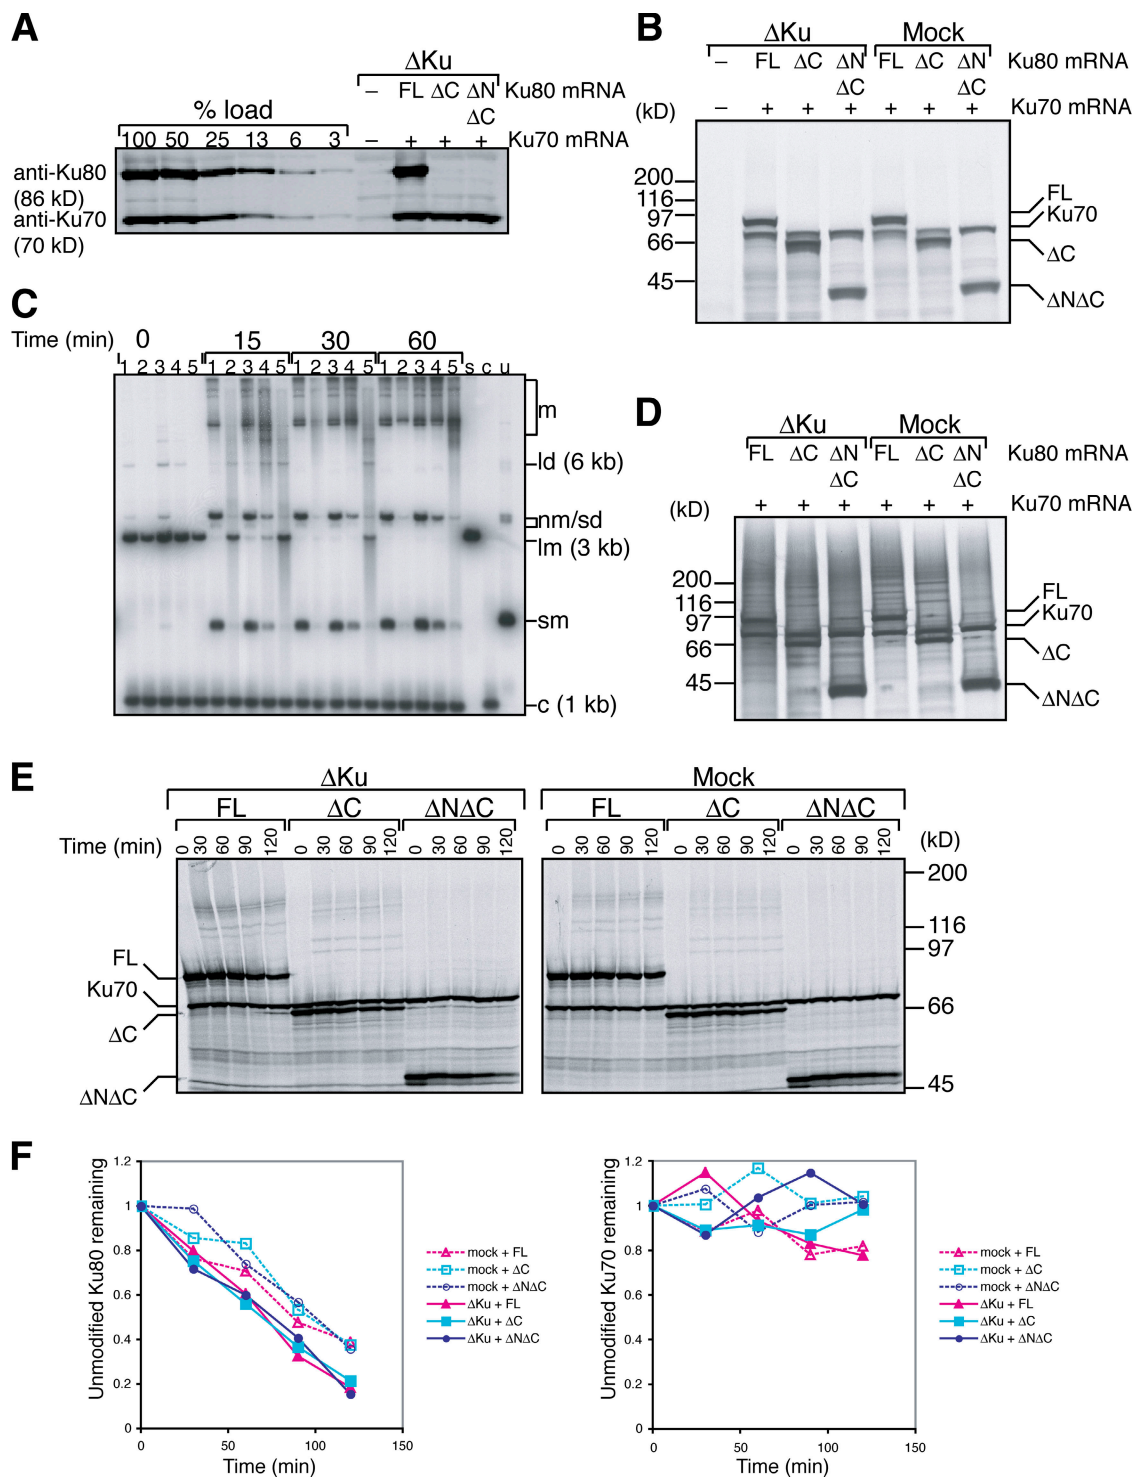 A
ΔKu
% load
– FL ΔC ΔN Ku80 mRNA
ΔC
100 50 25 13 6 3 – + + + Ku70 mRNA
anti-Ku80
(86 kD)
anti-Ku70
(70 kD)
B
ΔKu Mock
– FL ΔC ΔN FL ΔC ΔN Ku80 mRNA
ΔC ΔC
(kD) – + + + + + + Ku70 mRNA
200
116
97
66
45
FL
Ku70
ΔC
ΔNΔC
C
Time (min) 0 15 30 60
1 2 3 4 5 1 2 3 4 5 1 2 3 4 5 1 2 3 4 5 s c u
m
ld (6 kb)
nm/sd
lm (3 kb)
sm
c (1 kb)
D
ΔKu Mock
FL ΔC ΔN FL ΔC ΔN Ku80 mRNA
ΔC ΔC
(kD) + + + + + + Ku70 mRNA
200
116
97
66
45
FL
Ku70
ΔC
ΔNΔC
E
ΔKu Mock
FL ΔC ΔNΔC FL ΔC ΔNΔC
Time (min) 0 30 60 90 120 0 30 60 90 120 0 30 60 90 120 0 30 60 90 120 0 30 60 90 120 0 30 60 90 120 (kD)
200
116
97
66
45
FL
Ku70
ΔC
ΔNΔC
F
Unmodified Ku80 remaining
1.2
1
0.8
0.6
0.4
0.2
0
0 50 100 150
Time (min)
mock + FL
mock + ΔC
mock + ΔNΔC
ΔKu + FL
ΔKu + ΔC
ΔKu + ΔNΔC
Unmodified Ku70 remaining
1.2
1
0.8
0.6
0.4
0.2
0
0 50 100 150
Time (min)
mock + FL
mock + ΔC
mock + ΔNΔC
ΔKu + FL
ΔKu + ΔC
ΔKu + ΔNΔC